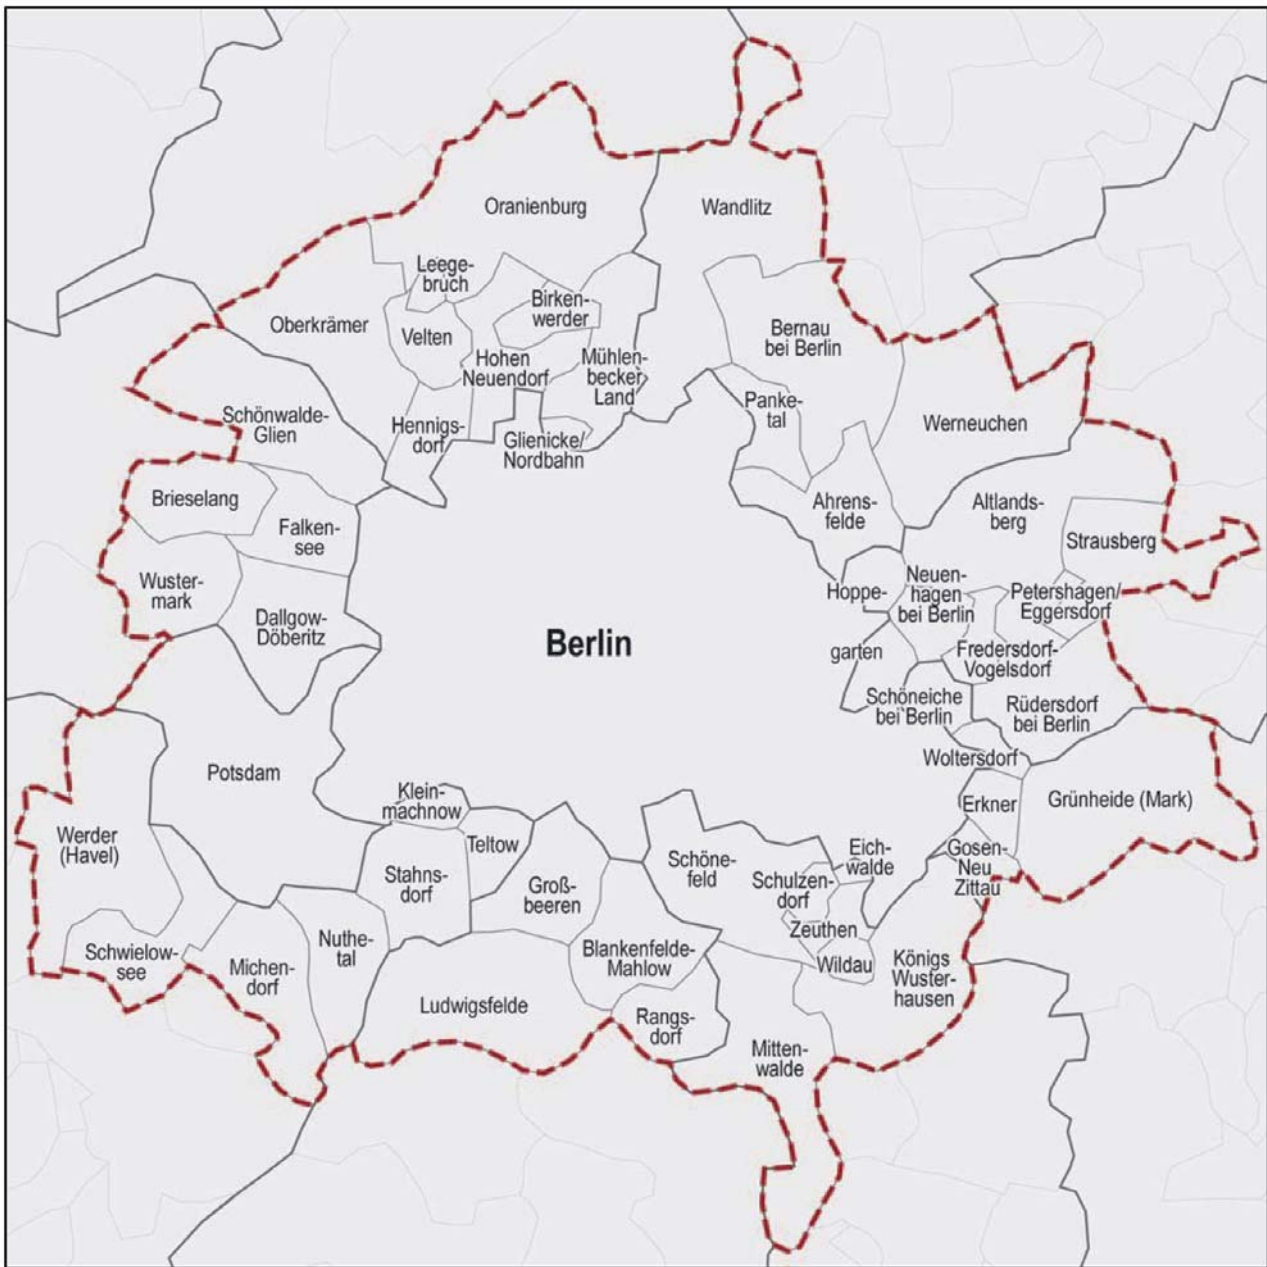 Oranienburg
Wandlitz
Leege-
bruch
Birken-
werder
Oberkrämer
Velten
Bernau
bei Berlin
Hohen
Neuendorf
Mühlen-
becker
Land
Schönwalde-
Glien
Hennigs-
dorf
Glienicke/
Nordbahn
Panke-
tal
Werneuchen
Brieselang
Falken-
see
Ahrens-
felde
Altlands-
berg
Strausberg
Wuster-
mark
Dallgow-
Döberitz
Hoppe-
garten
Neuen-
hagen
bei Berlin
Petershagen/
Eggersdorf
Berlin
Fredersdorf-
Vogelsdorf
Schöneiche
bei Berlin
Rüdersdorf
bei Berlin
Woltersdorf
Potsdam
Klein-
machnow
Erkner
Grünheide (Mark)
Werder
(Havel)
Teltow
Stahns-
dorf
Groß-
beeren
Schöne-
feld
Eich-
walde
Schulzen-
dorf
Gosen-
Neu
Zittau
Zeuthen
Schwielow-
see
Michen-
dorf
Nuthe-
tal
Blankenfelde-
Mahlow
Wildau
Königs
Wuster-
hausen
Ludwigsfelde
Rangs-
dorf
Mitten-
walde